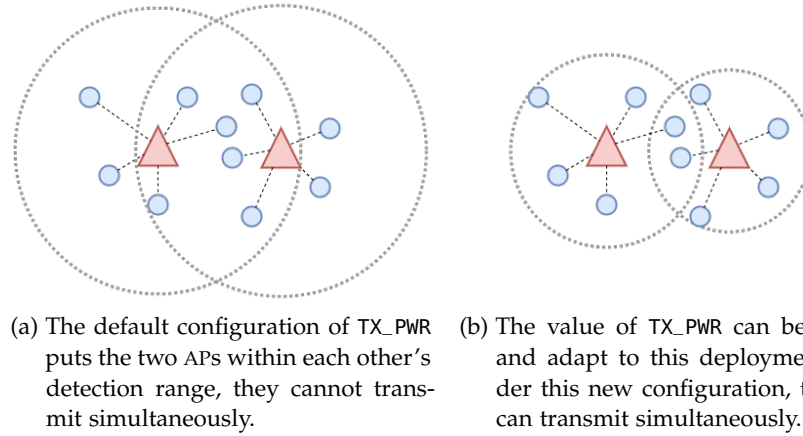 (a) The default configuration of TX_PWR
puts the two APs within each other's
detection range, they cannot trans-
mit simultaneously.
(b) The value of TX_PWR can be
and adapt to this deployme
der this new configuration, t
can transmit simultaneously.